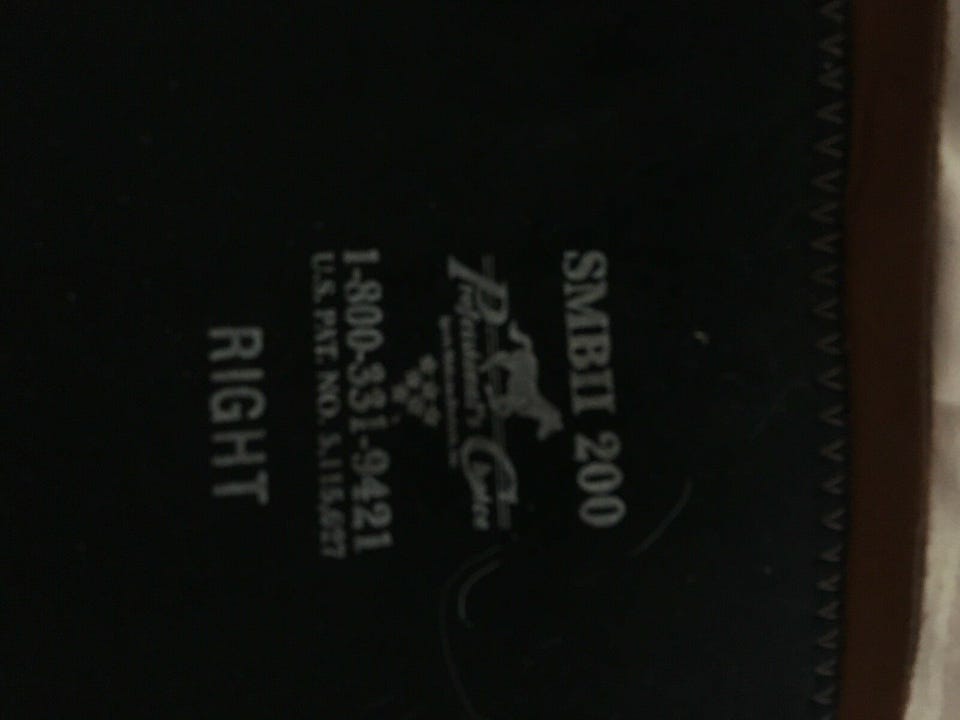 SMBII 200
Professional's Choice
1-800-331-9421
U.S. PAT. NO. 5,115,627
RIGHT